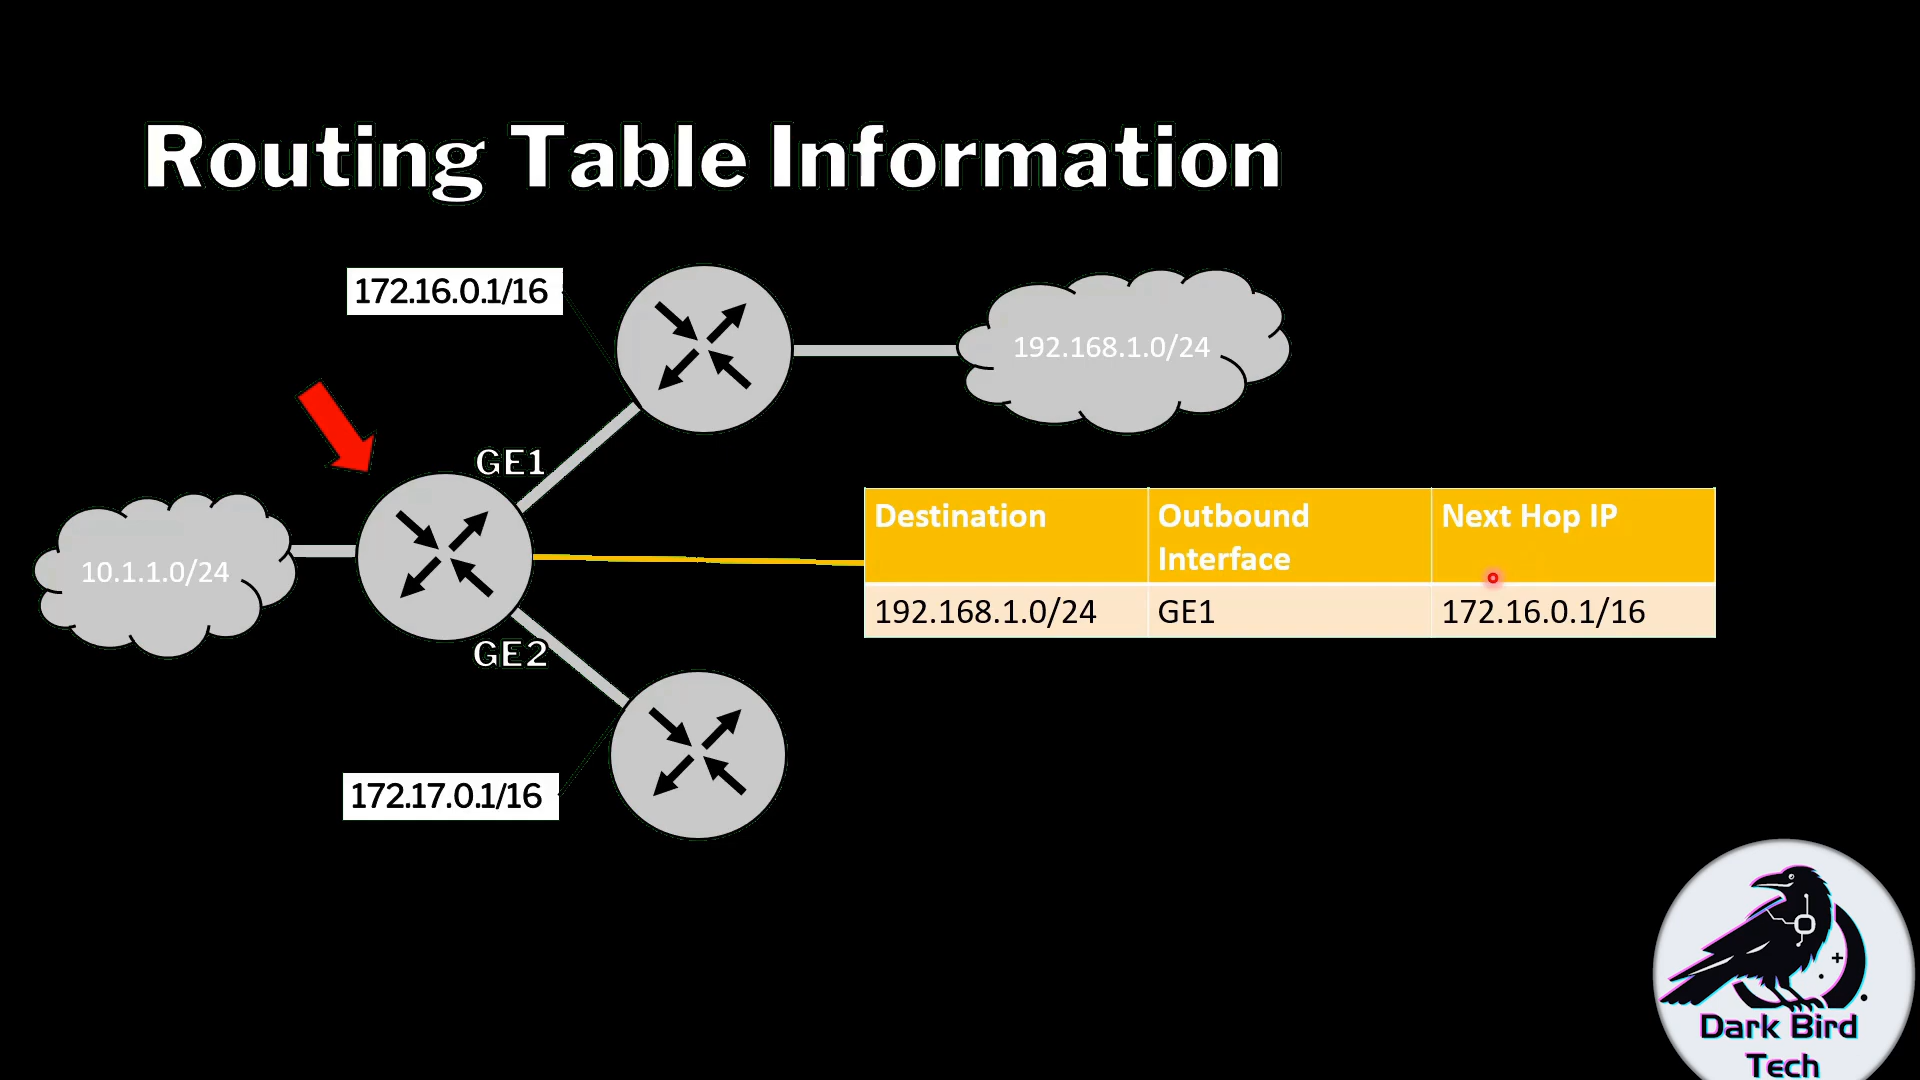 Routing Table Information
172.16.0.1/16
192.168.1.0/24
GE1
10.1.1.0/24
Destination
Outbound
Interface
Next Hop IP
192.168.1.0/24
GE1
172.16.0.1/16
GE2
172.17.0.1/16
Dark Bird
Tech